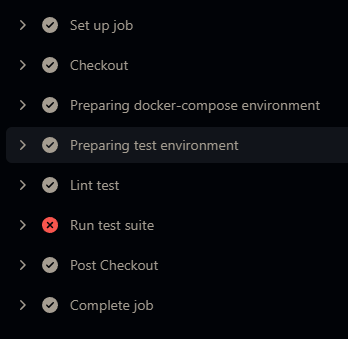 Set up job
Checkout
Preparing docker-compose environment
Preparing test environment
Lint test
Run test suite
Post Checkout
Complete job